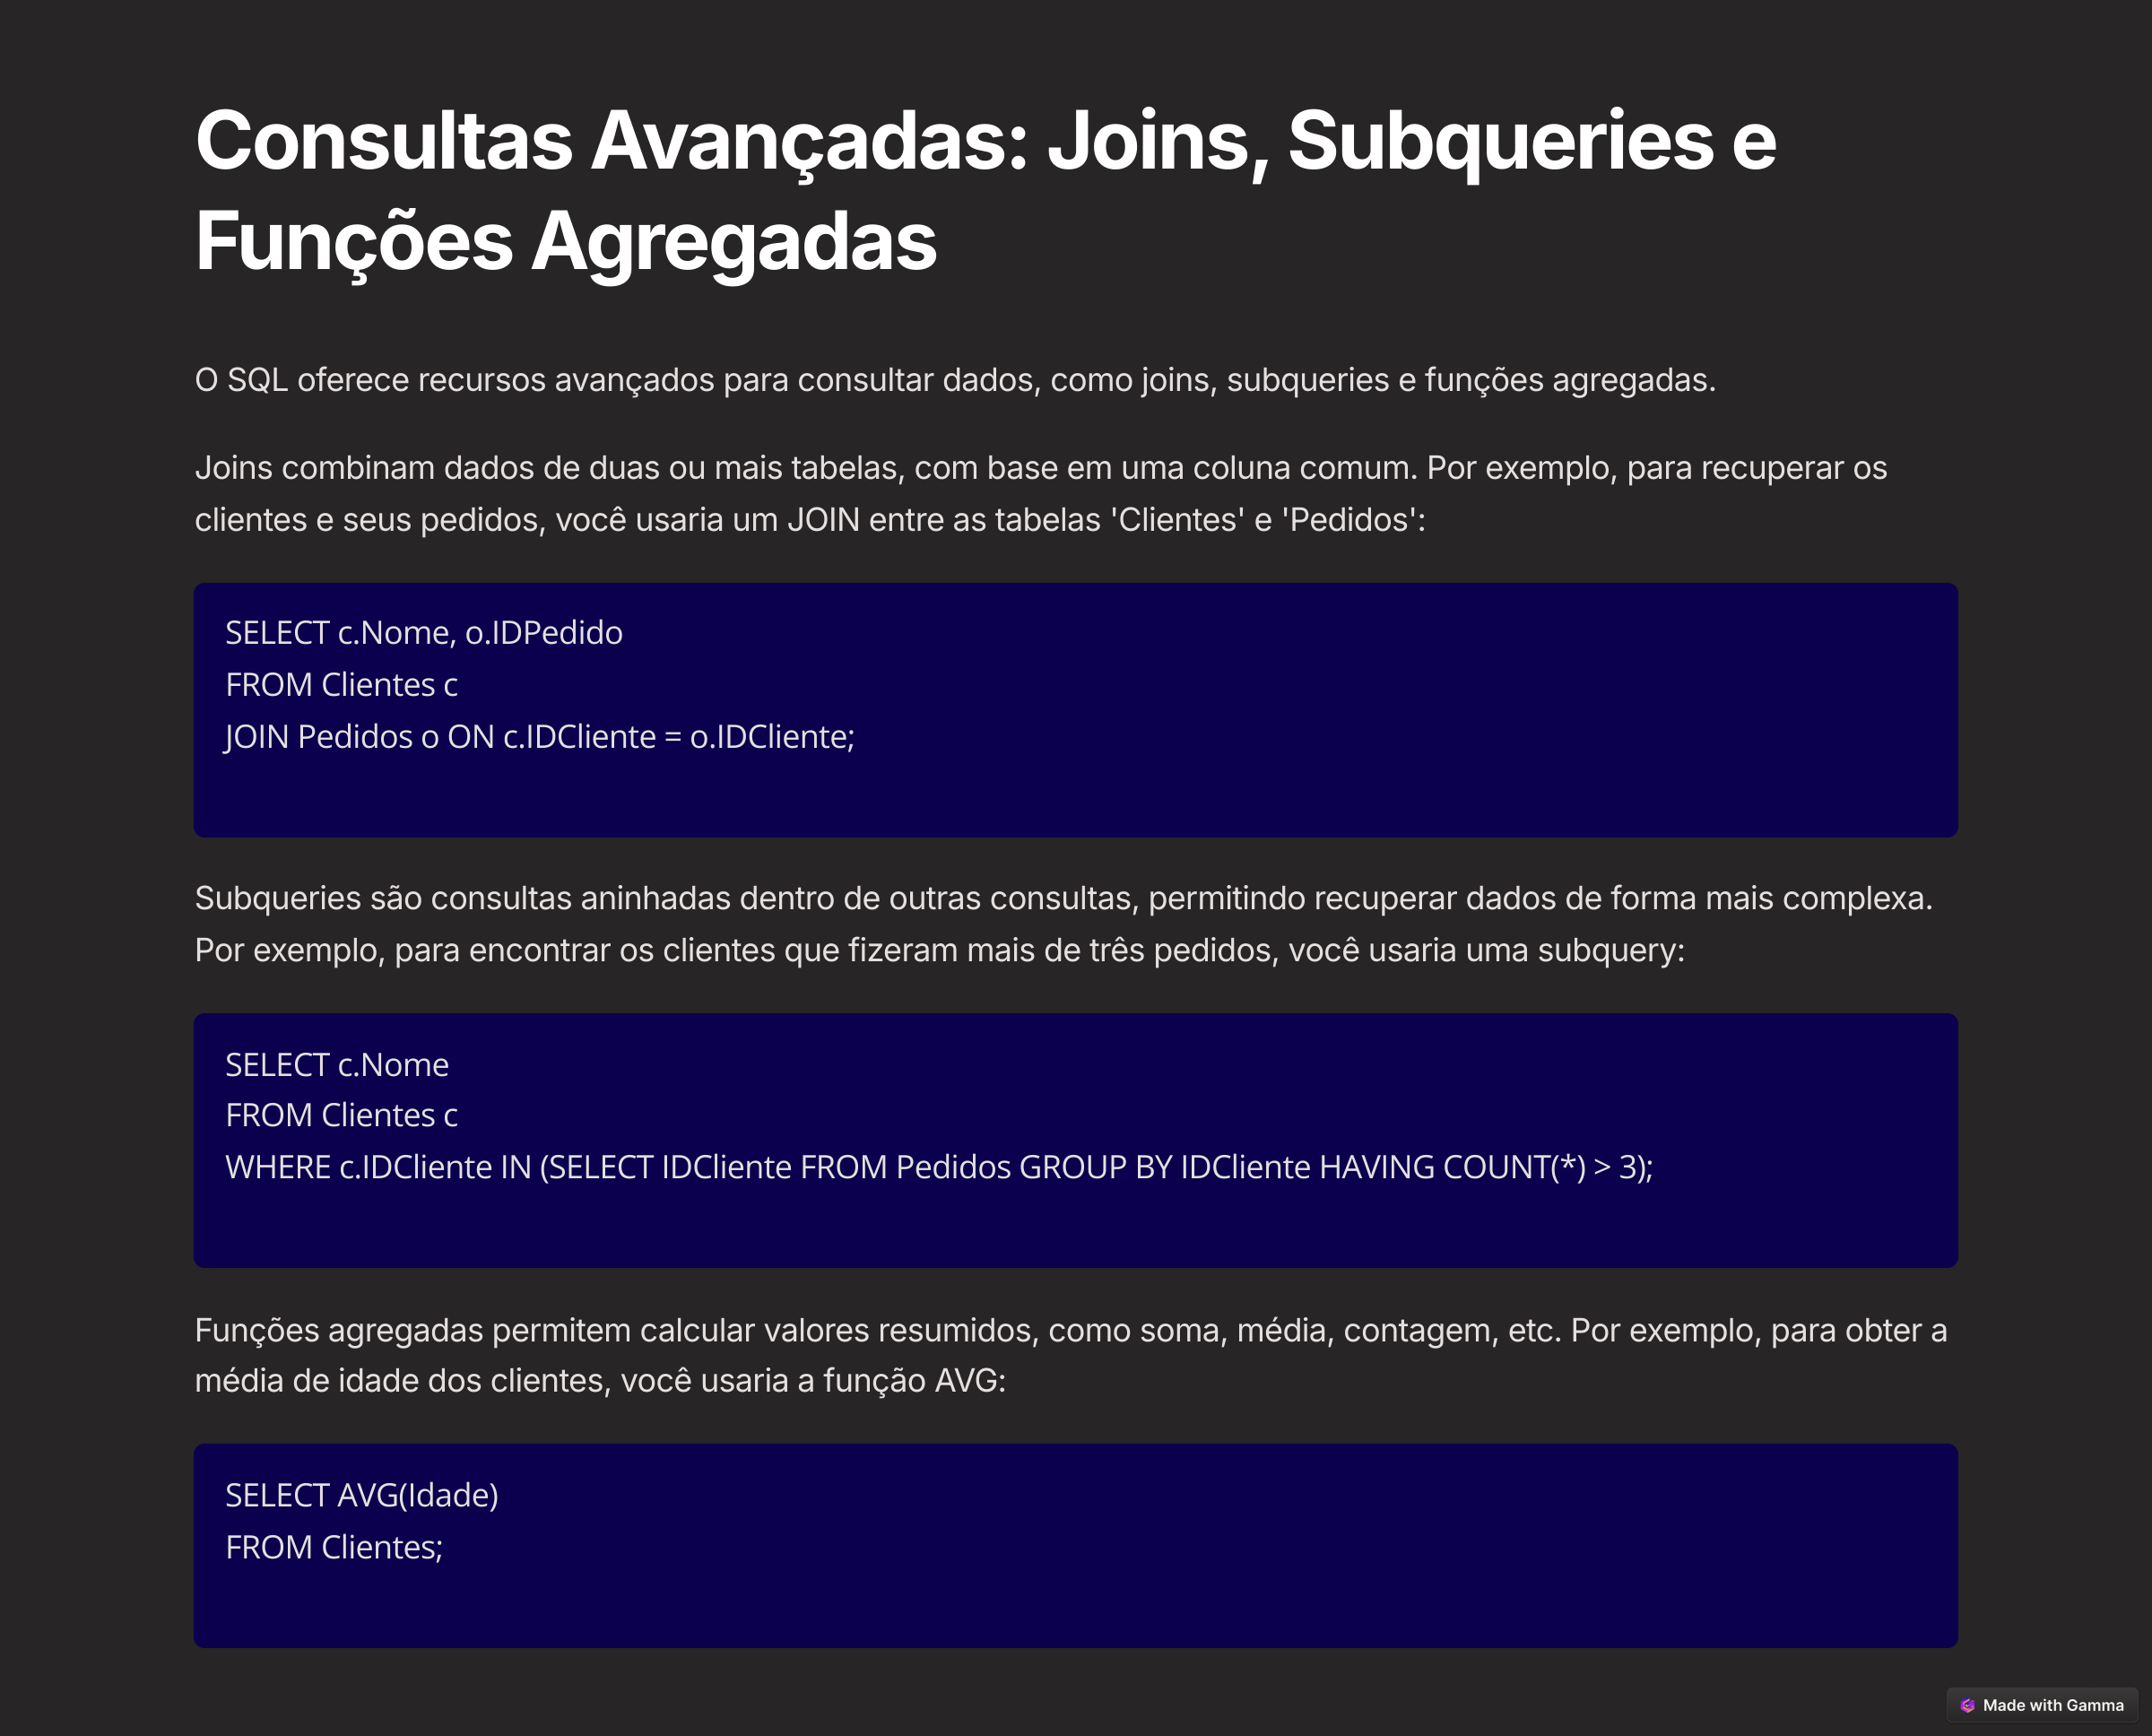 Consultas Avançadas: Joins, Subqueries e
Funções Agregadas
O SQL oferece recursos avançados para consultar dados, como joins, subqueries e funções agregadas.
Joins combinam dados de duas ou mais tabelas, com base em uma coluna comum. Por exemplo, para recuperar os
clientes e seus pedidos, você usaria um JOIN entre as tabelas 'Clientes' e 'Pedidos':
SELECT c.Nome, o.IDPedido
FROM Clientes c
JOIN Pedidos o ON c.IDCliente = o.IDCliente;
Subqueries são consultas aninhadas dentro de outras consultas, permitindo recuperar dados de forma mais complexa.
Por exemplo, para encontrar os clientes que fizeram mais de três pedidos, você usaria uma subquery:
SELECT c.Nome
FROM Clientes c
WHERE c.IDCliente IN (SELECT IDCliente FROM Pedidos GROUP BY IDCliente HAVING COUNT(*) > 3);
Funções agregadas permitem calcular valores resumidos, como soma, média, contagem, etc. Por exemplo, para obter a
média de idade dos clientes, você usaria a função AVG:
SELECT AVG(Idade)
FROM Clientes;
Made with Gamma